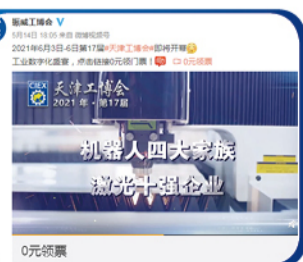 振威工博会
5月14日 18:05 来自 微博视频号
2021年6月3日-6日第17届#天津工博会#即将开幕
工业数字化盛宴，点击链接0元领门票！ 0元领票
CIEX 天津工博会
2021年·第17届
机器人四大家族
激光十强企业
0元领票